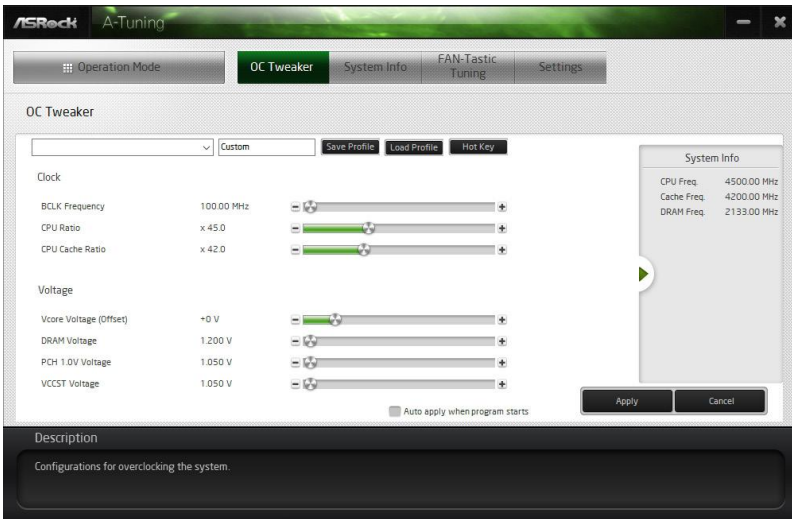 ASRock A-Tuning
Operation Mode OC Tweaker System Info FAN-Tastic Tuning Settings
OC Tweaker
Custom Save Profile Load Profile Hot Key
System Info
Clock
CPU Freq. 4500.00 MHz
Cache Freq. 4200.00 MHz
DRAM Freq. 2133.00 MHz
BCLK Frequency 100.00 MHz
CPU Ratio x 45.0
CPU Cache Ratio x 42.0
Voltage
Vcore Voltage (Offset) +0 V
DRAM Voltage 1.200 V
PCH 1.0V Voltage 1.050 V
VCCST Voltage 1.050 V
Auto apply when program starts
Apply Cancel
Description
Configurations for overclocking the system.